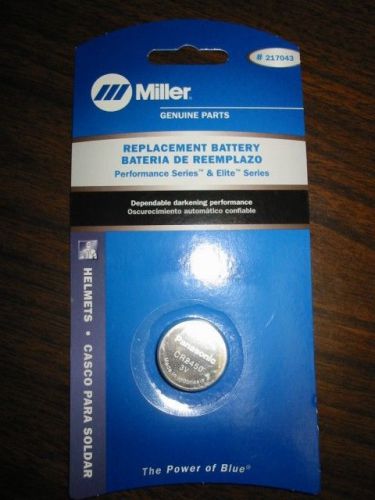 # 217043
Miller®
GENUINE PARTS
REPLACEMENT BATTERY
BATERIA DE REEMPLAZO
Performance Series™ & Elite™ Series
Dependable darkening performance
Oscurecimiento automático confiable
HELMETS • CASCO PARA SOLDAR
Panasonic
CR2450
3V
The Power of Blue®